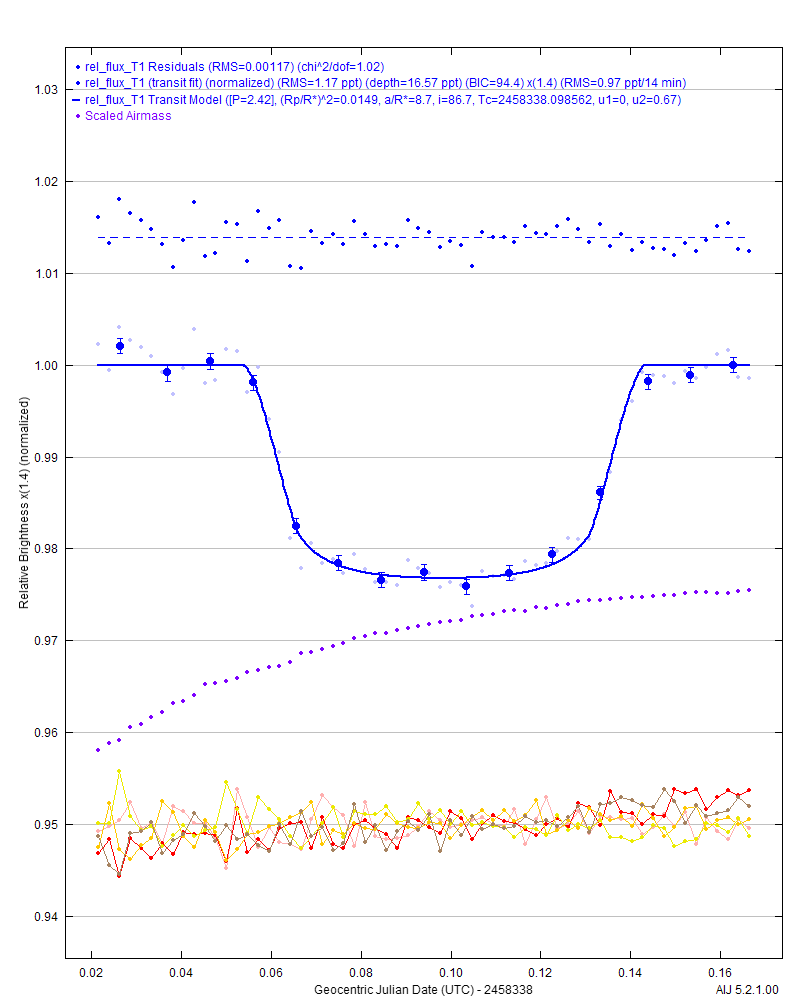 rel_flux_T1 Residuals (RMS=0.00117) (chi^2/dof=1.02)
rel_flux_T1 (transit fit) (normalized) (RMS=1.17 ppt) (depth=16.57 ppt) (BIC=94.4) x(1.4) (RMS=0.97 ppt/14 min)
rel_flux_T1 Transit Model ([P=2.42], (Rp/R*)^2=0.0149, a/R*=8.7, i=86.7, Tc=2458338.098562, u1=0, u2=0.67)
Scaled Airmass
1.03
1.02
1.01
1.00
0.99
0.98
0.97
0.96
0.95
0.94
Relative Brightness x(1.4) (normalized)
0.02 0.04 0.06 0.08 0.10 0.12 0.14 0.16
Geocentric Julian Date (UTC) - 2458338
AIJ 5.2.1.00